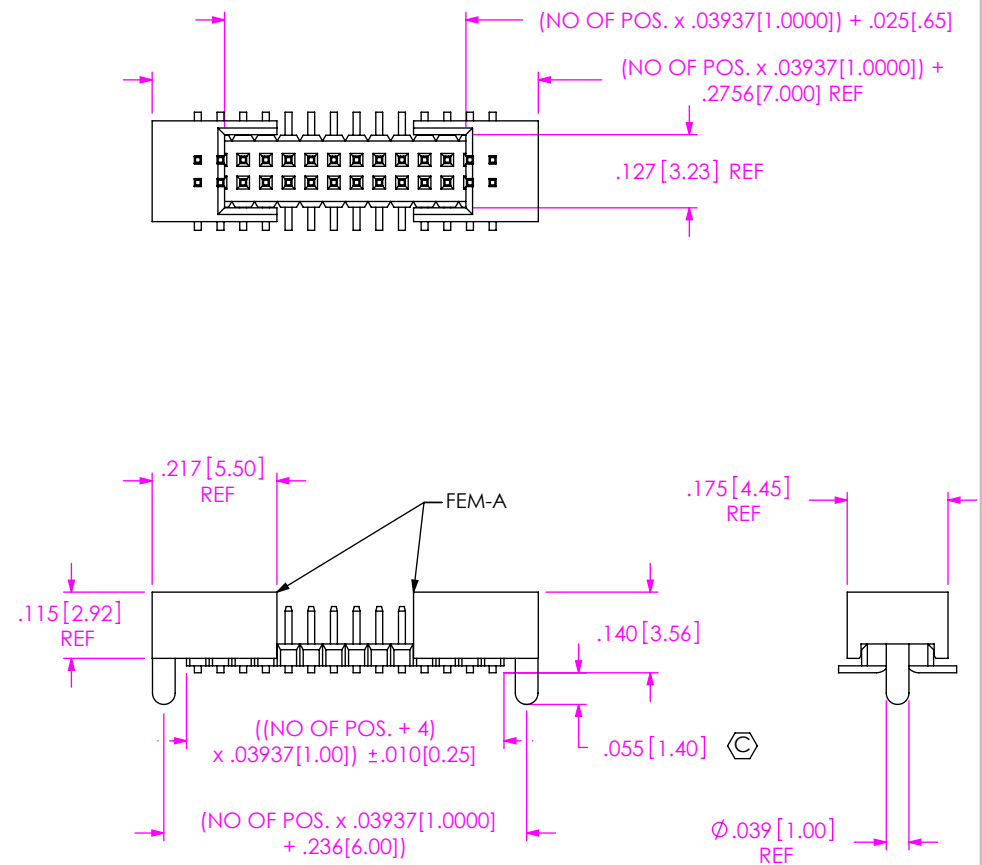 (NO OF POS. x .03937[1.0000]) + .025[.65]
(NO OF POS. x .03937[1.0000]) +
.2756[7.000] REF
.127[3.23] REF
.217[5.50]
REF
FEM-A
.175[4.45]
REF
.115[2.92]
REF
.140[3.56]
((NO OF POS. + 4)
x .03937[1.00]) ±.010[0.25]
.055[1.40]
C
(NO OF POS. x .03937[1.0000]
+ .236[6.00])
Ø.039[1.00]
REF